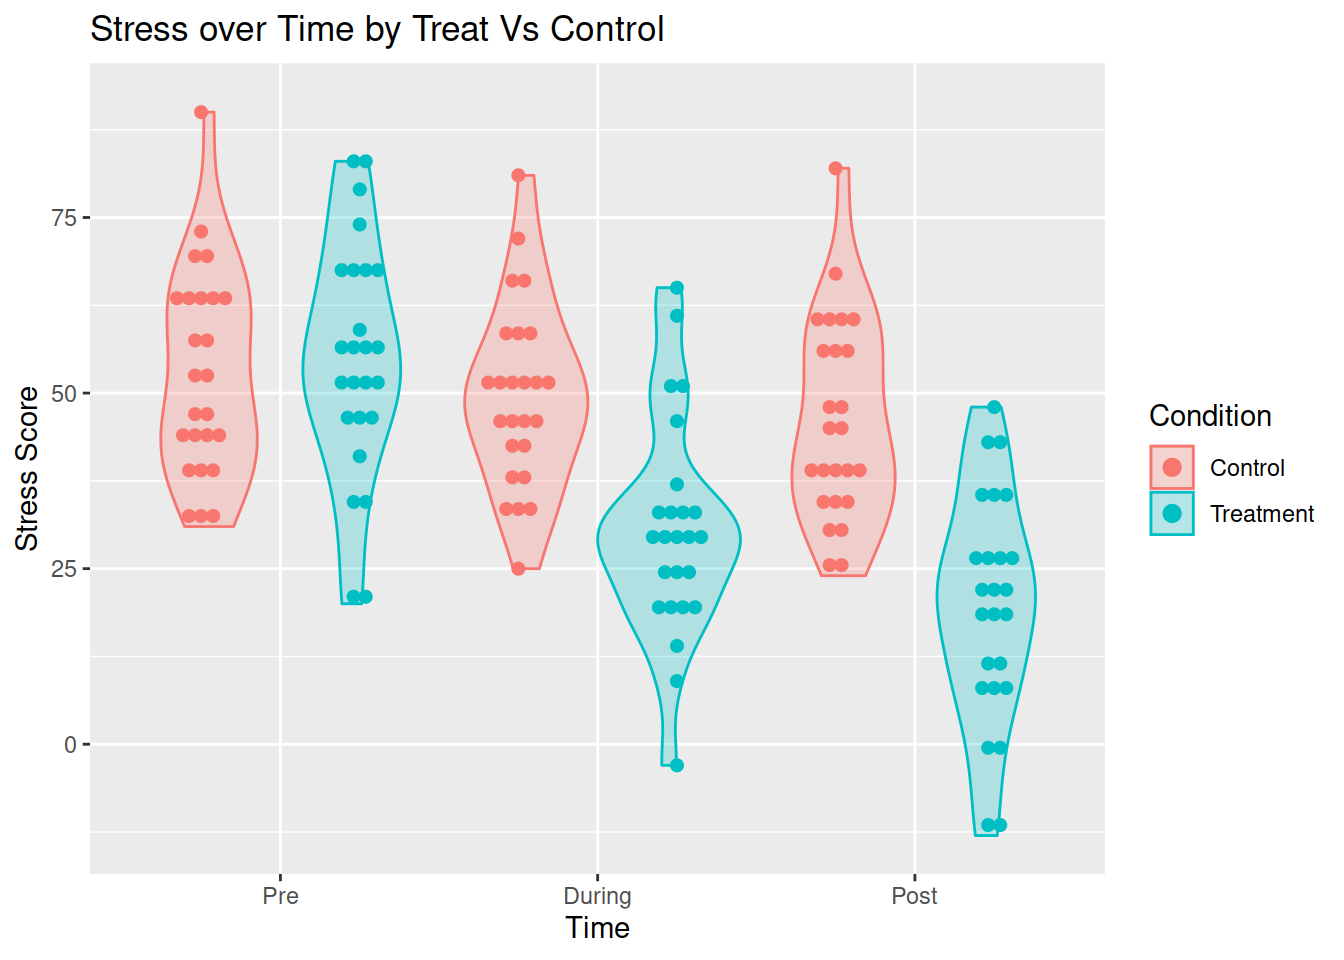 Stress over Time by Treat Vs Control
Stress Score
75
50
25
0
Pre
During
Post
Time
Condition
Control
Treatment